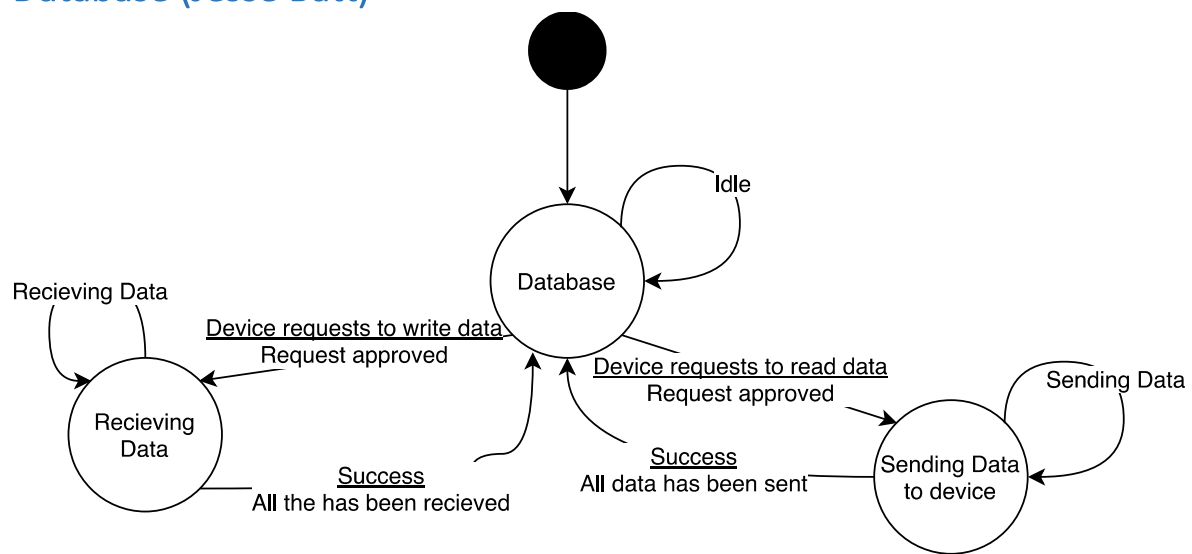 Idle
Database
Recieving Data
Device requests to write data
Request approved
Device requests to read data
Request approved
Sending Data
Recieving
Data
Success
All the has been recieved
Success
All data has been sent
Sending Data
to device